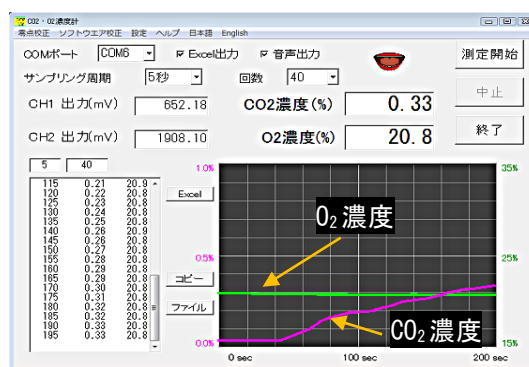 CO2・O2濃度計
零点校正 ソフトウエア校正 設定 ヘルプ 日本語 English
COMポート COM6 Excel出力 音声出力 測定開始
サンプリング周期 5秒 回数 40 中止
CH1 出力(mV) 652.18 CO2濃度(%) 0.33
CH2 出力(mV) 1908.10 O2濃度(%) 20.8 終了
5 40
115 0.21 20.9
120 0.22 20.8
125 0.23 20.8
130 0.24 20.8
135 0.25 20.8
140 0.26 20.9
145 0.26 20.8
150 0.27 20.8
155 0.28 20.8
160 0.29 20.8
165 0.29 20.8
170 0.30 20.8
175 0.31 20.8
180 0.32 20.8
185 0.32 20.8
190 0.33 20.8
195 0.33 20.8
Excel
コピー
ファイル
1.0% 35%
0.5% 25%
0.0% 15%
O₂濃度
CO₂濃度
0 sec 100 sec 200 sec